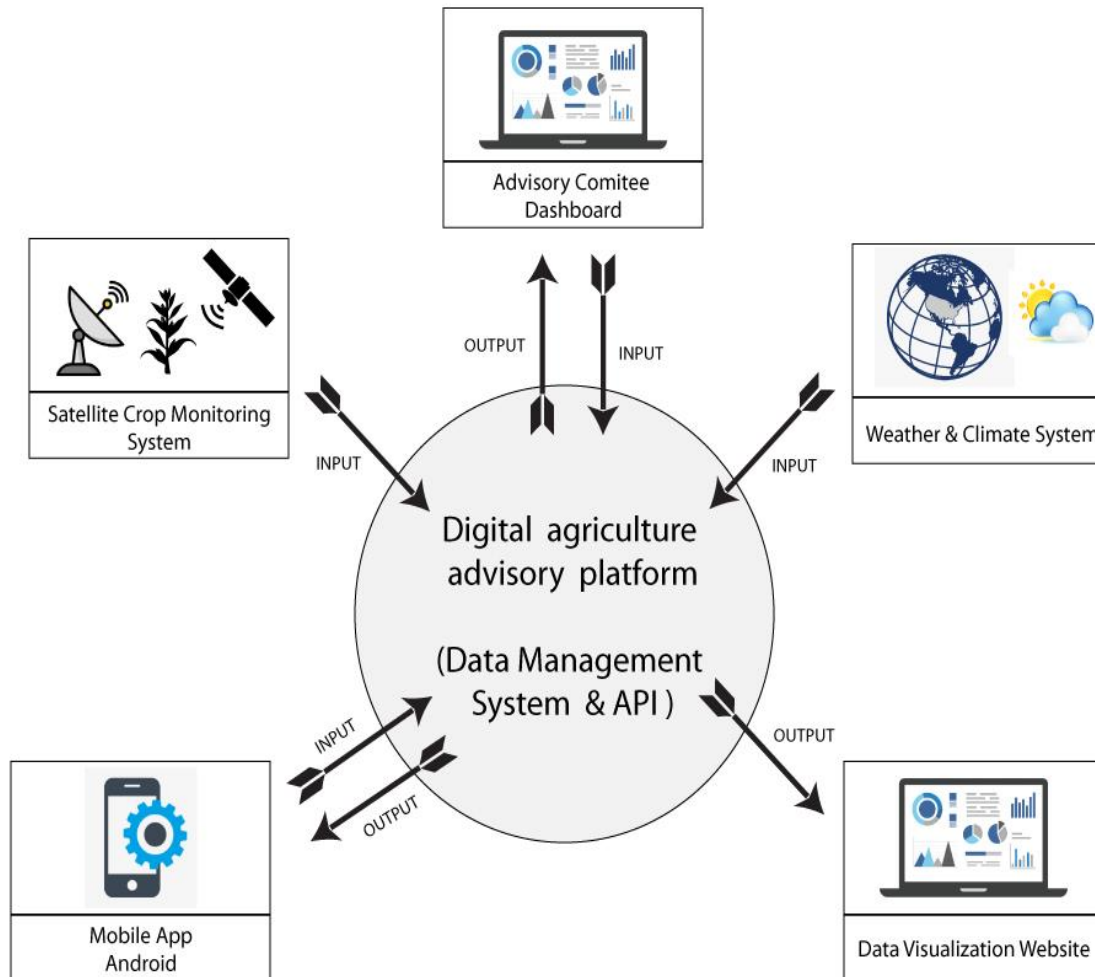 Advisory Comitee
Dashboard
OUTPUT
INPUT
Satellite Crop Monitoring
System
INPUT
Weather & Climate System
INPUT
Digital agriculture
advisory platform
(Data Management
System & API )
INPUT
OUTPUT
OUTPUT
Mobile App
Android
Data Visualization Website